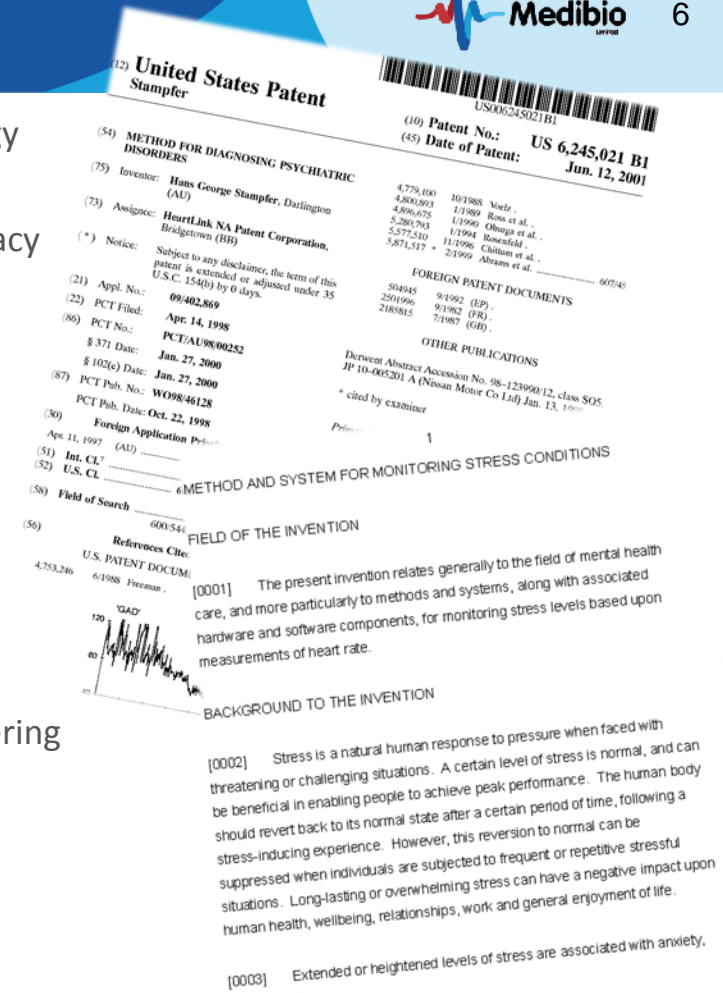 Medibio
Limited
6
gy
acy
ering
(12) United States Patent
Stampfer
US006245021B1
(10) Patent No.: US 6,245,021 B1
(45) Date of Patent: Jun. 12, 2001
(54) METHOD FOR DIAGNOSING PSYCHIATRIC
DISORDERS
(75) Inventor: Hans George Stampfer, Darlington
(AU)
(73) Assignee: HeartLink NA Patent Corporation,
Bridgetown (BB)
(*) Notice: Subject to any disclaimer, the term of this
patent is extended or adjusted under 35
U.S.C. 154(b) by 0 days.
(21) Appl. No.: 09/402,869
(22) PCT Filed: Apr. 14, 1998
(86) PCT No.: PCT/AU98/00252
§ 371 Date: Jan. 27, 2000
§ 102(e) Date: Jan. 27, 2000
(87) PCT Pub. No.: WO98/46128
PCT Pub. Date: Oct. 22, 1998
(30) Foreign Application
Apr. 11, 1997 (AU)
(51) Int. Cl.7
(52) U.S. Cl. 6
(58) Field of Search
600/544
(56) References Cited
U.S. PATENT DOCUM
4,753,246 6/1988 Freeman .
4,779,100 10/1988 Voelz .
4,800,893 1/1989 Ross et al. .
4,896,675 1/1990 Ohsuga et al. .
5,280,793 1/1994 Rosenfeld .
5,577,510 11/1996 Chittum et al. .
5,871,517 * 2/1999 Abrams et al. 607/45
FOREIGN PATENT DOCUMENTS
504945 9/1992 (EP) .
2501996 9/1982 (FR) .
2185815 7/1987 (GB) .
OTHER PUBLICATIONS
Derwent Abstract Accession No. 98–123990/12, class SO5.
JP 10–005201 A (Nissan Motor Co Ltd) Jan. 13,
* cited by examiner
'GAD'
120
80
40
1
METHOD AND SYSTEM FOR MONITORING STRESS CONDITIONS
FIELD OF THE INVENTION
[0001] The present invention relates generally to the field of mental health
care, and more particularly to methods and systems, along with associated
hardware and software components, for monitoring stress levels based upon
measurements of heart rate.
BACKGROUND TO THE INVENTION
[0002] Stress is a natural human response to pressure when faced with
threatening or challenging situations. A certain level of stress is normal, and can
be beneficial in enabling people to achieve peak performance. The human body
should revert back to its normal state after a certain period of time, following a
stress-inducing experience. However, this reversion to normal can be
suppressed when individuals are subjected to frequent or repetitive stressful
situations. Long-lasting or overwhelming stress can have a negative impact upon
human health, wellbeing, relationships, work and general enjoyment of life.
[0003] Extended or heightened levels of stress are associated with anxiety,